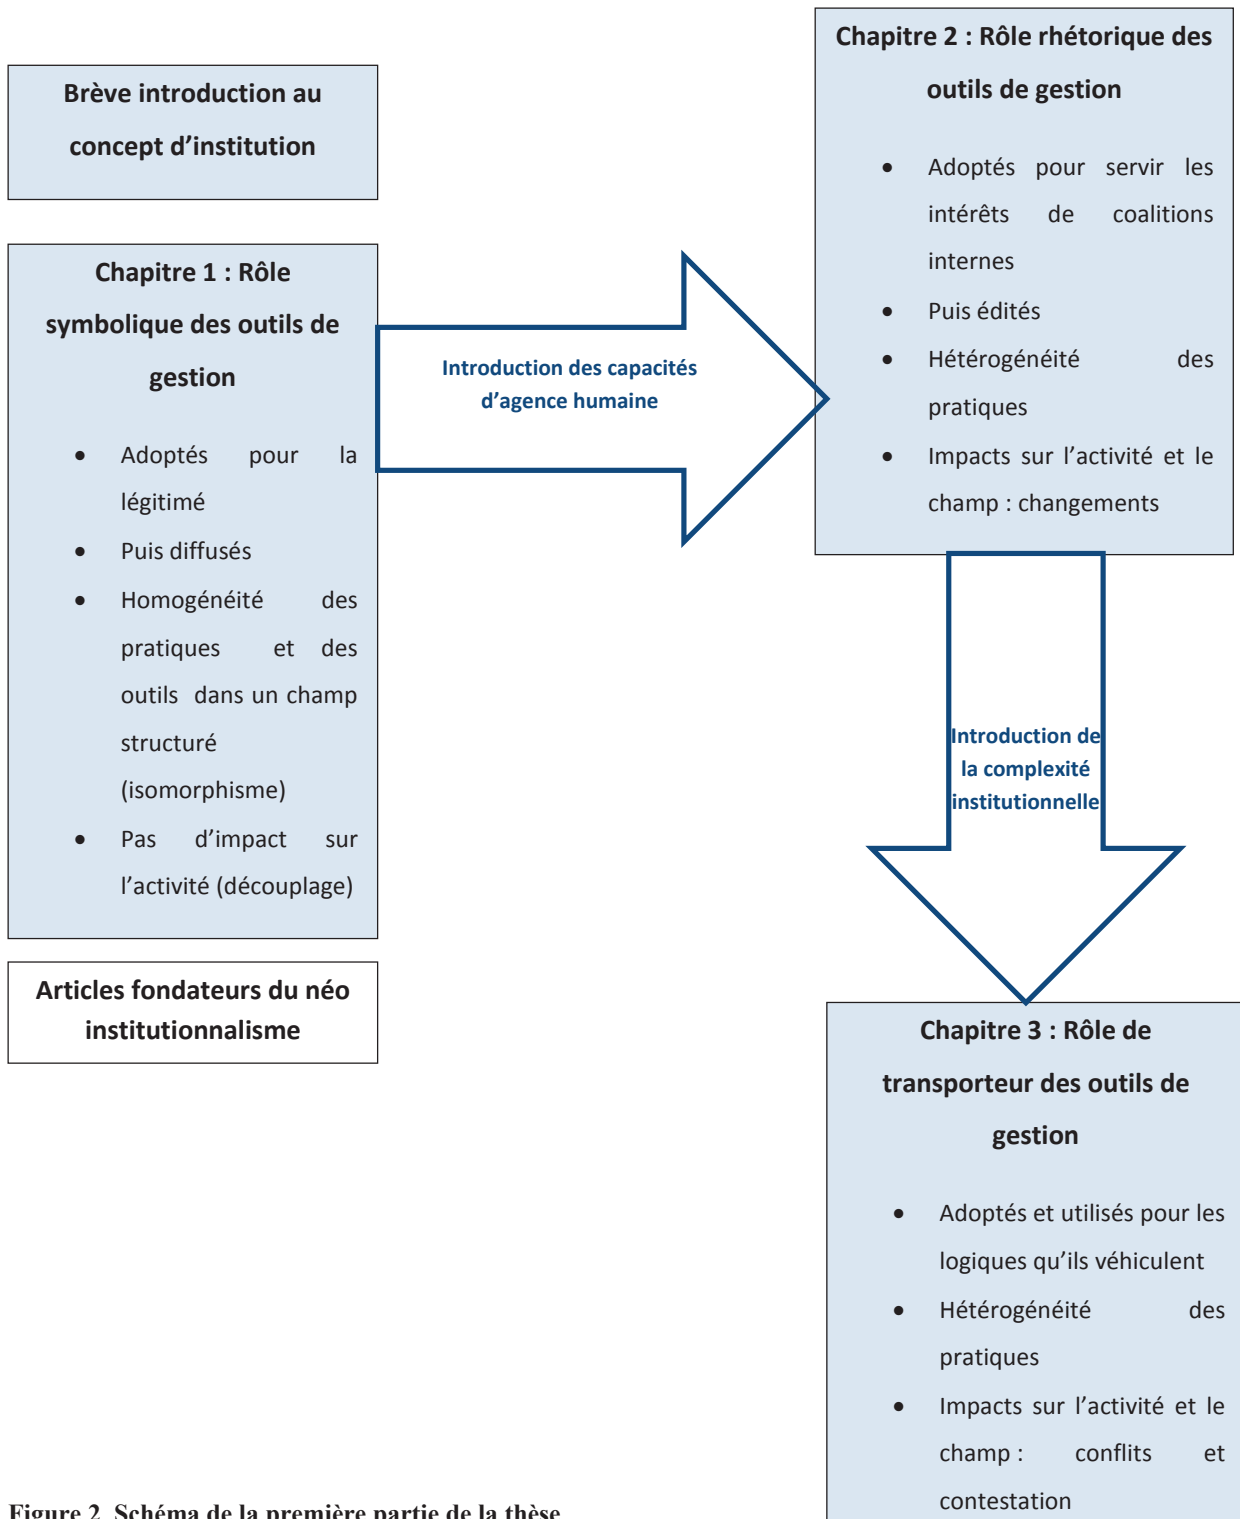 Brève introduction au
concept d’institution
Chapitre 1 : Rôle
symbolique des outils de
gestion
• Adoptés pour la
légitimé
• Puis diffusés
• Homogénéité des
pratiques et des
outils dans un champ
structuré
(isomorphisme)
• Pas d’impact sur
l’activité (découplage)
Articles fondateurs du néo
institutionnalisme
Introduction des capacités
d’agence humaine
Chapitre 2 : Rôle rhétorique des
outils de gestion
• Adoptés pour servir les
intérêts de coalitions
internes
• Puis édités
• Hétérogénéité des
pratiques
• Impacts sur l’activité et le
champ : changements
Introduction de
la complexité
institutionnelle
Chapitre 3 : Rôle de
transporteur des outils de
gestion
• Adoptés et utilisés pour les
logiques qu’ils véhiculent
• Hétérogénéité des
pratiques
• Impacts sur l’activité et le
champ : conflits et
contestation
Figure 2. Schéma de la première partie de la thèse